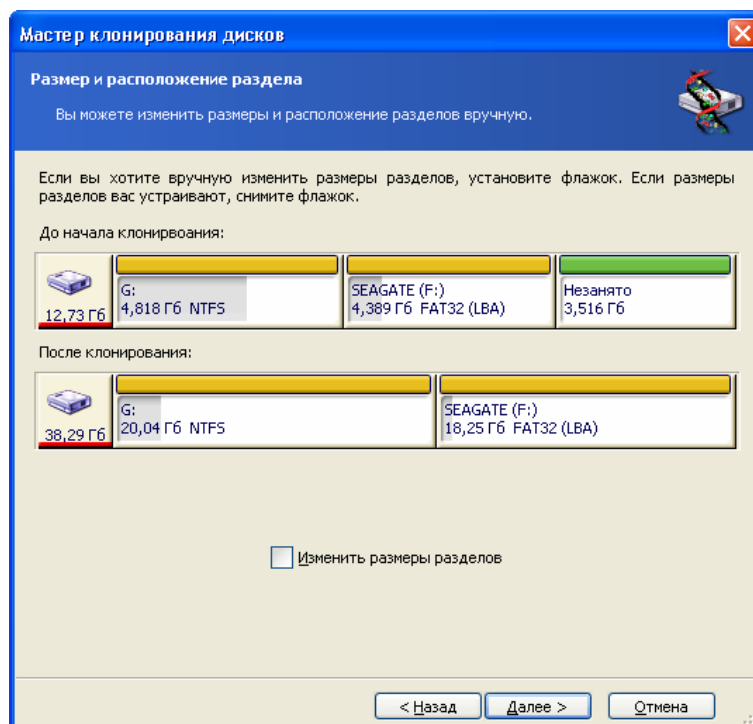 Мастер клонирования дисков
Размер и расположение раздела
Вы можете изменить размеры и расположение разделов вручную.
Если вы хотите вручную изменить размеры разделов, установите флажок. Если размеры
разделов вас устраивают, снимите флажок.
До начала клонирвоания:
12,73 Гб
G:
4,818 Гб NTFS
SEAGATE (F:)
4,389 Гб FAT32 (LBA)
Незанято
3,516 Гб
После клонирования:
38,29 Гб
G:
20,04 Гб NTFS
SEAGATE (F:)
18,25 Гб FAT32 (LBA)
Изменить размеры разделов
< Назад
Далее >
Отмена